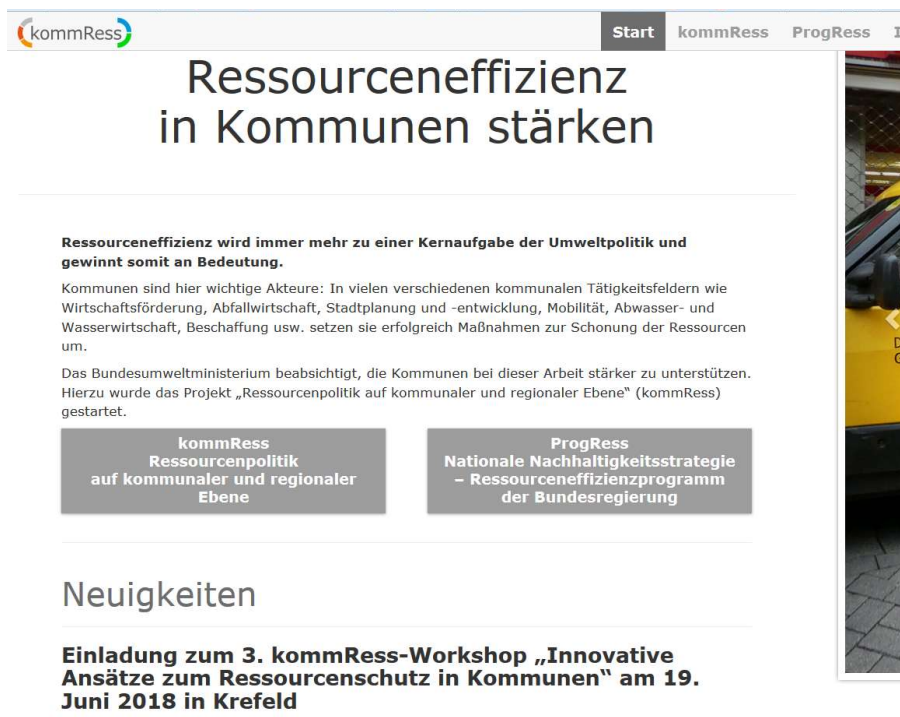 kommRess
Start kommRess ProgRess
Ressourceneffizienz
in Kommunen stärken
Ressourceneffizienz wird immer mehr zu einer Kernaufgabe der Umweltpolitik und
gewinnt somit an Bedeutung.
Kommunen sind hier wichtige Akteure: In vielen verschiedenen kommunalen Tätigkeitsfeldern wie
Wirtschaftsförderung, Abfallwirtschaft, Stadtplanung und -entwicklung, Mobilität, Abwasser- und
Wasserwirtschaft, Beschaffung usw. setzen sie erfolgreich Maßnahmen zur Schonung der Ressourcen
um.
Das Bundesumweltministerium beabsichtigt, die Kommunen bei dieser Arbeit stärker zu unterstützen.
Hierzu wurde das Projekt „Ressourcenpolitik auf kommunaler und regionaler Ebene" (kommRess)
gestartet.
kommRess
Ressourcenpolitik
auf kommunaler und regionaler
Ebene
ProgRess
Nationale Nachhaltigkeitsstrategie
– Ressourceneffizienzprogramm
der Bundesregierung
Neuigkeiten
Einladung zum 3. kommRess-Workshop „Innovative
Ansätze zum Ressourcenschutz in Kommunen" am 19.
Juni 2018 in Krefeld